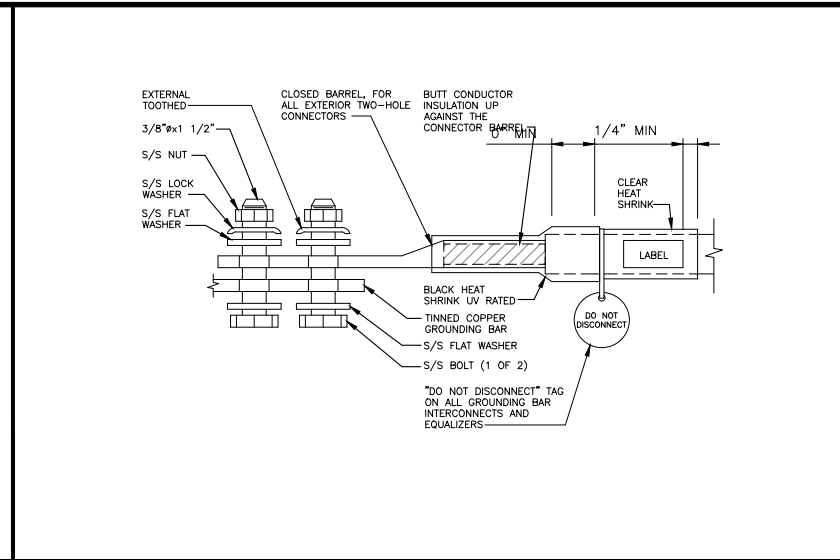 EXTERNAL
TOOTHED
3/8"øx1 1/2"
S/S NUT
S/S LOCK
WASHER
S/S FLAT
WASHER
CLOSED BARREL, FOR
ALL EXTERIOR TWO-HOLE
CONNECTORS
BUTT CONDUCTOR
INSULATION UP
AGAINST THE
CONNECTOR BARREL
0" MIN
1/4" MIN
CLEAR
HEAT
SHRINK
LABEL
BLACK HEAT
SHRINK UV RATED
TINNED COPPER
GROUNDING BAR
S/S FLAT WASHER
S/S BOLT (1 OF 2)
DO NOT
DISCONNECT
"DO NOT DISCONNECT" TAG
ON ALL GROUNDING BAR
INTERCONNECTS AND
EQUALIZERS